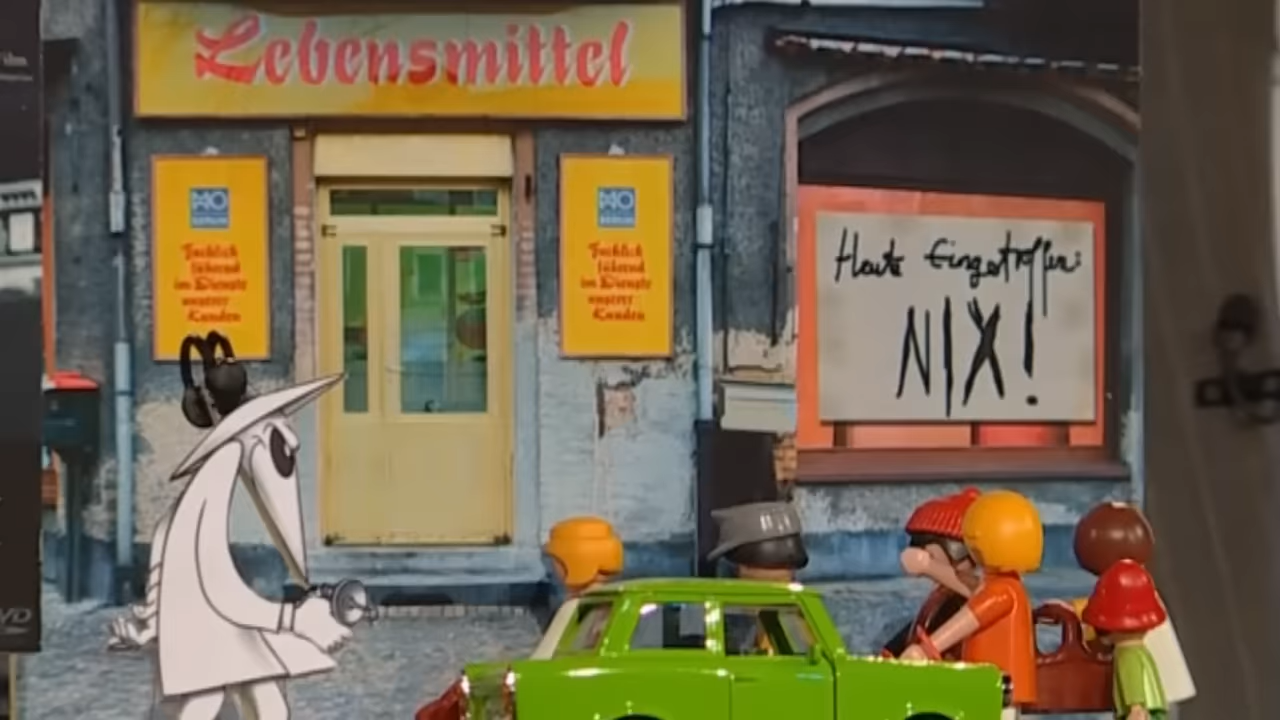 Lebensmittel
HO
Fachlich
führend
im Dienste
unserer
Kunden
HO
Fachlich
führend
im Dienste
unserer
Kunden
Heute Eingetroffen:
NIX!